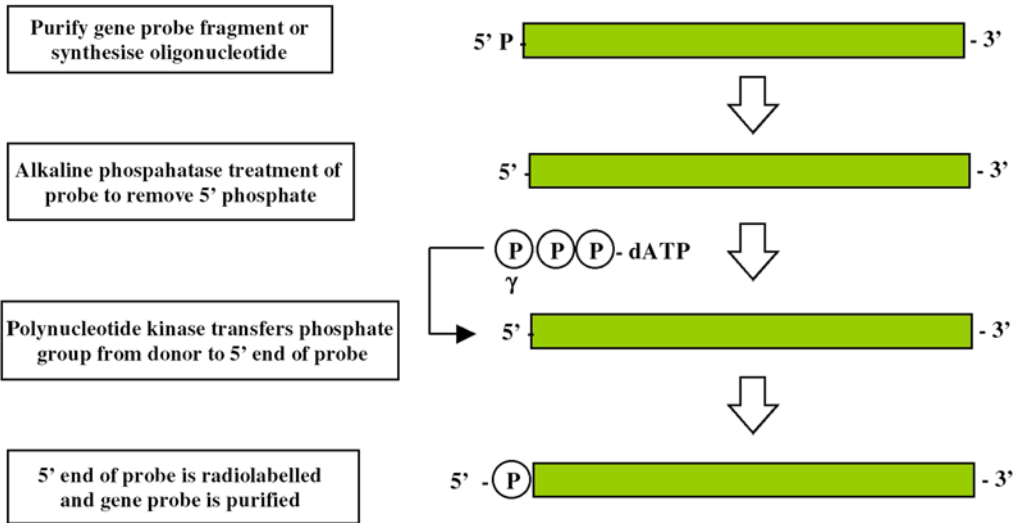 Purify gene probe fragment or
synthesise oligonucleotide
5’ P
- 3’
Alkaline phospahatase treatment of
probe to remove 5’ phosphate
5’ -
- 3’
P P P - dATP
γ
Polynucleotide kinase transfers phosphate
group from donor to 5’ end of probe
5’ -
- 3’
5’ end of probe is radiolabelled
and gene probe is purified
5’ - P
- 3’